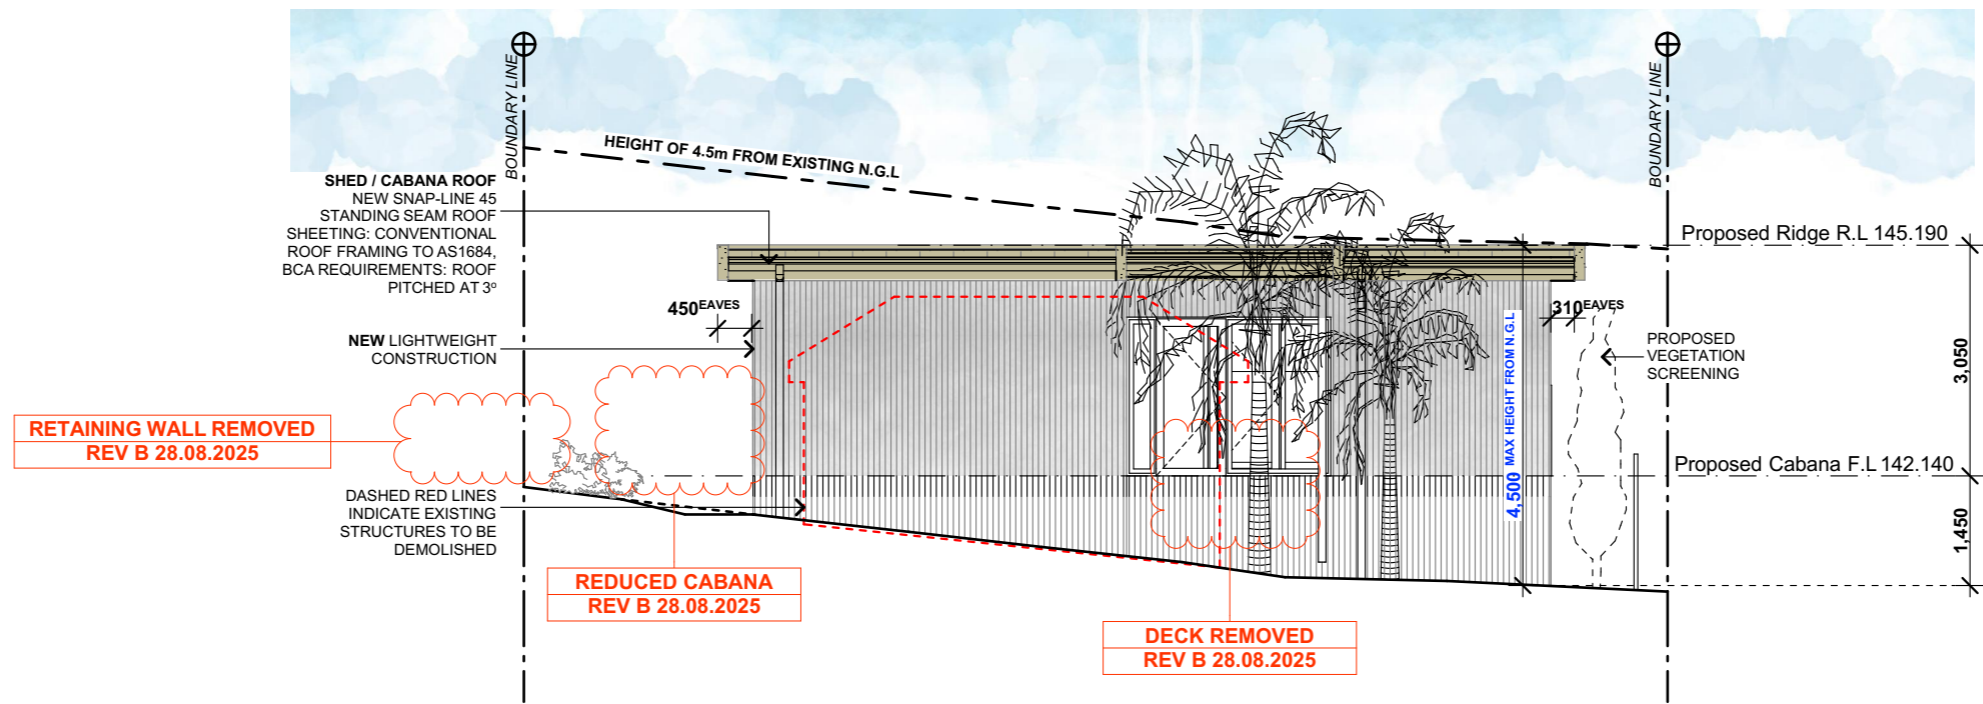 BOUNDARY LINE
BOUNDARY LINE
HEIGHT OF 4.5m FROM EXISTING N.G.L
SHED / CABANA ROOF
NEW SNAP-LINE 45
STANDING SEAM ROOF
SHEETING: CONVENTIONAL
ROOF FRAMING TO AS1684,
BCA REQUIREMENTS: ROOF
PITCHED AT 3º
Proposed Ridge R.L 145.190
450 EAVES
310 EAVES
NEW LIGHTWEIGHT
CONSTRUCTION
PROPOSED
VEGETATION
SCREENING
3,050
4,500 MAX HEIGHT FROM N.G.L
RETAINING WALL REMOVED
REV B 28.08.2025
Proposed Cabana F.L 142.140
DASHED RED LINES
INDICATE EXISTING
STRUCTURES TO BE
DEMOLISHED
1,450
REDUCED CABANA
REV B 28.08.2025
DECK REMOVED
REV B 28.08.2025